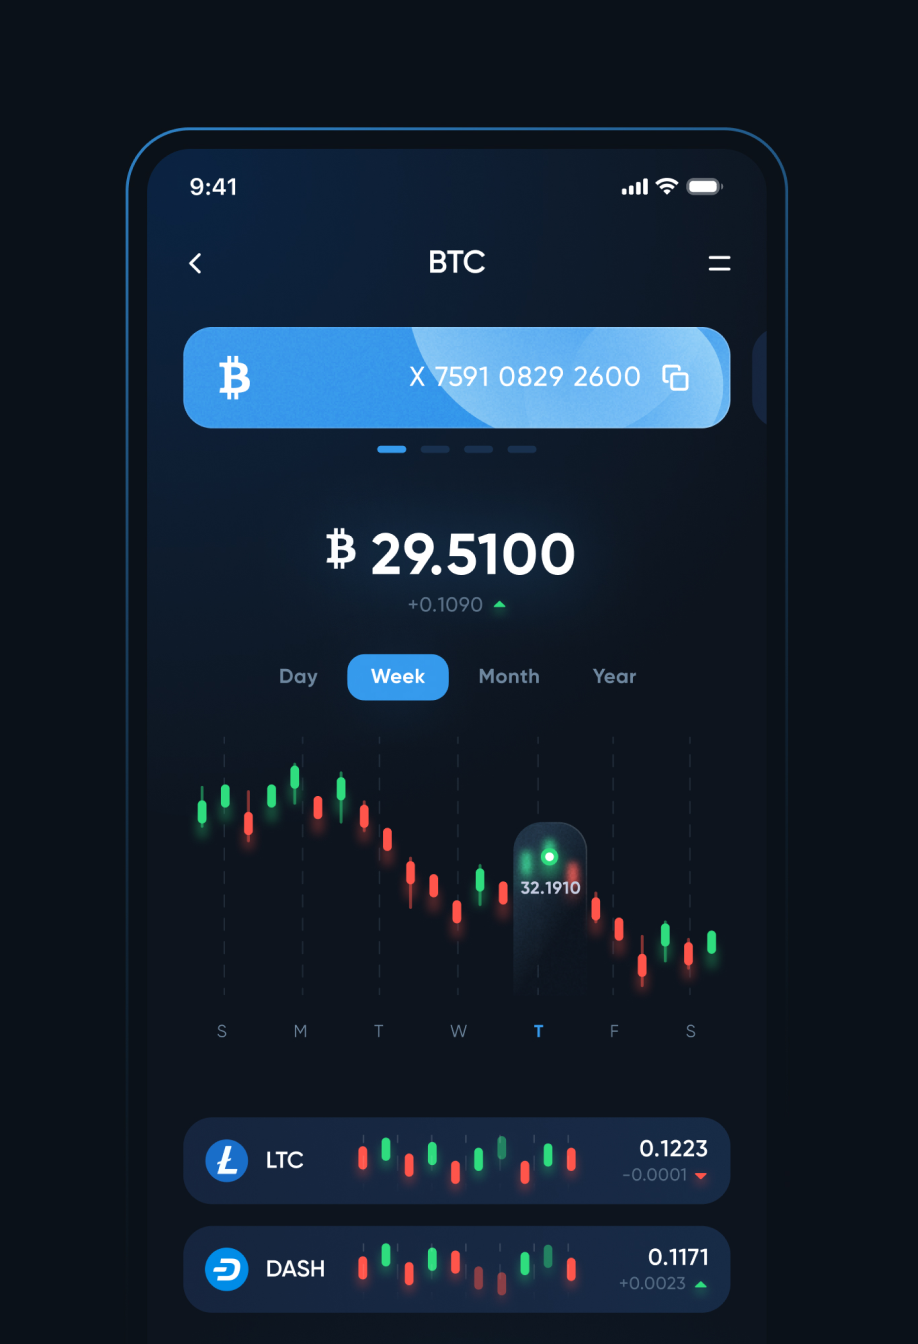 9:41
BTC
X 7591 0829 2600
₿ 29.5100
+0.1090
Day Week Month Year
32.1910
S M T W T F S
LTC 0.1223
-0.0001
DASH 0.1171
+0.0023